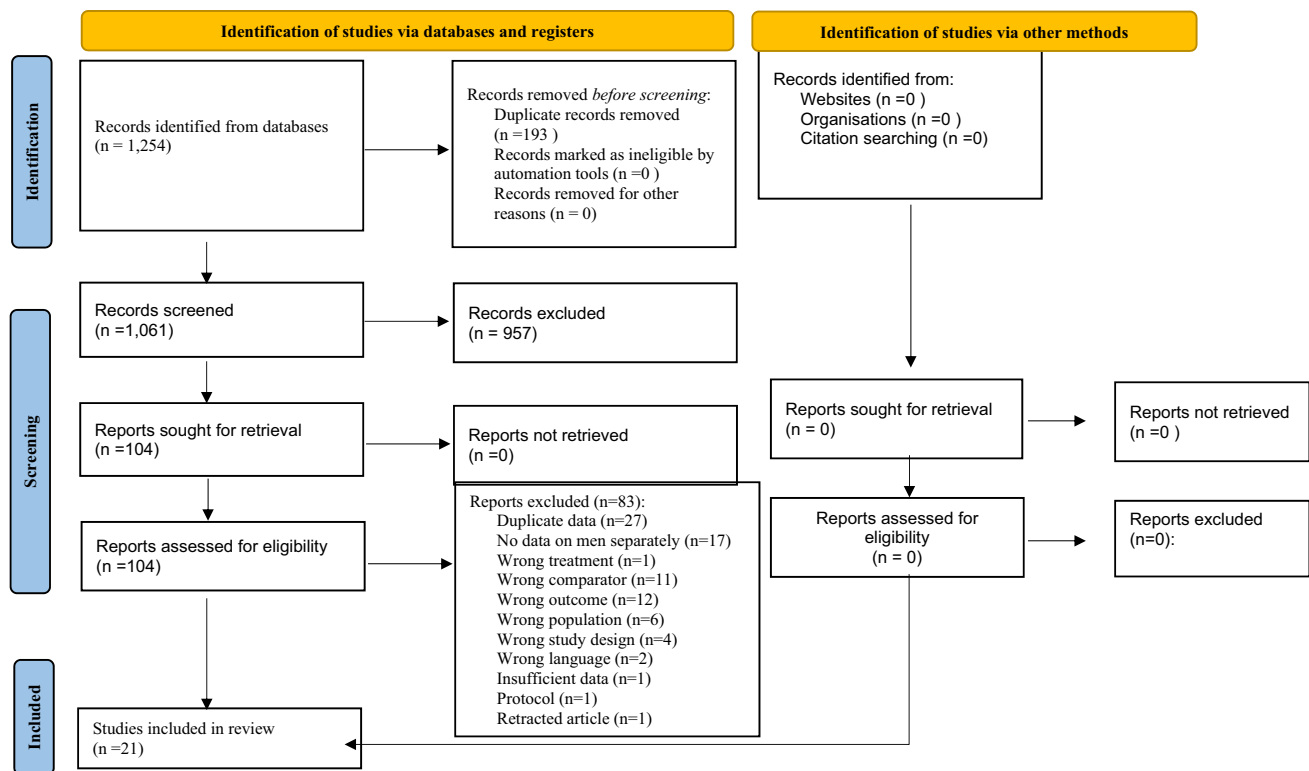 Identification of studies via databases and registers
Identification of studies via other methods
Identification
Records identified from databases
(n = 1,254)
Records removed before screening:
Duplicate records removed
(n =193 )
Records marked as ineligible by
automation tools (n =0 )
Records removed for other
reasons (n = 0)
Records identified from:
Websites (n =0 )
Organisations (n =0 )
Citation searching (n =0)
Screening
Records screened
(n =1,061)
Records excluded
(n = 957)
Reports sought for retrieval
(n =104)
Reports not retrieved
(n =0)
Reports sought for retrieval
(n = 0)
Reports not retrieved
(n =0 )
Reports assessed for eligibility
(n =104)
Reports excluded (n=83):
Duplicate data (n=27)
No data on men separately (n=17)
Wrong treatment (n=1)
Wrong comparator (n=11)
Wrong outcome (n=12)
Wrong population (n=6)
Wrong study design (n=4)
Wrong language (n=2)
Insufficient data (n=1)
Protocol (n=1)
Retracted article (n=1)
Reports assessed for
eligibility
(n = 0)
Reports excluded
(n=0):
Included
Studies included in review
(n =21)